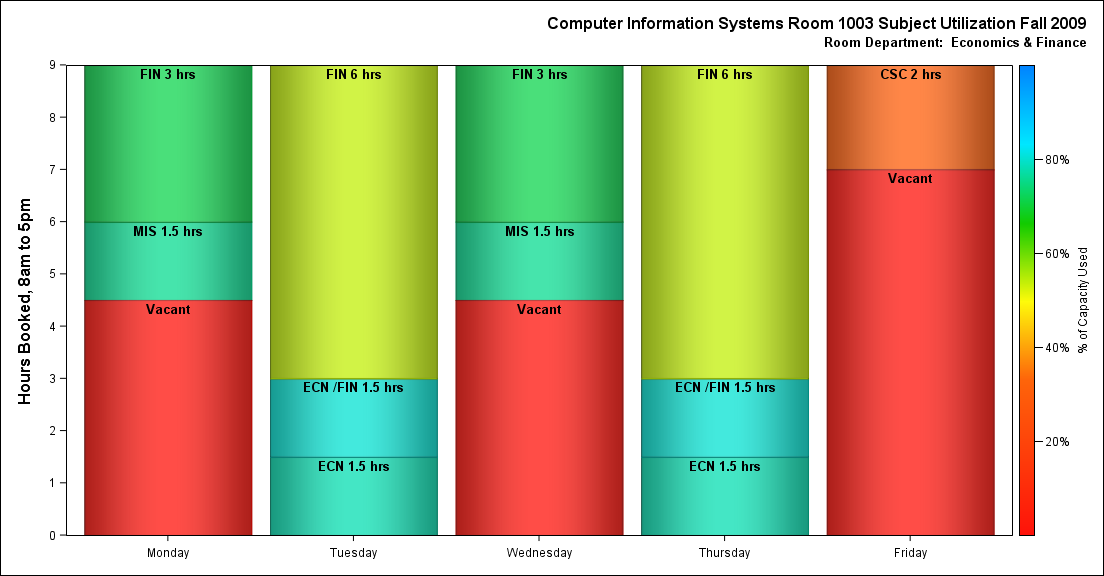 Computer Information Systems Room 1003 Subject Utilization Fall 2009
Room Department:  Economics & Finance
Hours Booked, 8am to 5pm
9
8
7
6
5
4
3
2
1
0
FIN 3 hrs
MIS 1.5 hrs
Vacant
FIN 6 hrs
ECN /FIN 1.5 hrs
ECN 1.5 hrs
FIN 3 hrs
MIS 1.5 hrs
Vacant
FIN 6 hrs
ECN /FIN 1.5 hrs
ECN 1.5 hrs
CSC 2 hrs
Vacant
Monday
Tuesday
Wednesday
Thursday
Friday
80%
60%
40%
20%
% of Capacity Used